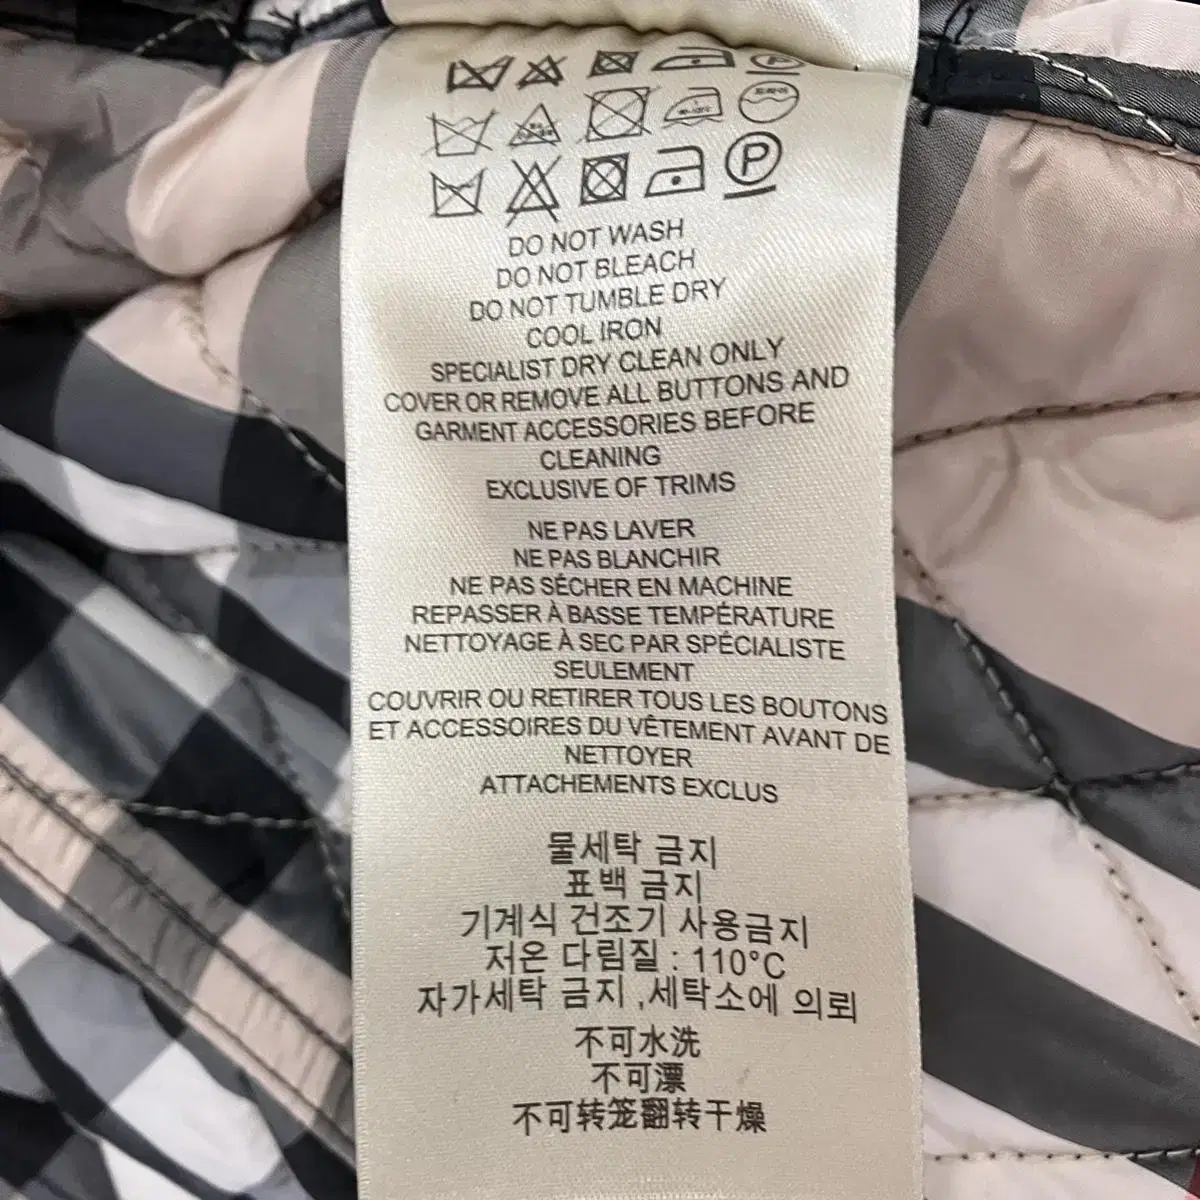 DO NOT WASH
DO NOT BLEACH
DO NOT TUMBLE DRY
COOL IRON
SPECIALIST DRY CLEAN ONLY
COVER OR REMOVE ALL BUTTONS AND
GARMENT ACCESSORIES BEFORE
CLEANING
EXCLUSIVE OF TRIMS
NE PAS LAVER
NE PAS BLANCHIR
NE PAS SÉCHER EN MACHINE
REPASSER À BASSE TEMPÉRATURE
NETTOYAGE À SEC PAR SPÉCIALISTE
SEULEMENT
COUVRIR OU RETIRER TOUS LES BOUTONS
ET ACCESSOIRES DU VÊTEMENT AVANT DE
NETTOYER
ATTACHEMENTS EXCLUS
물세탁 금지
표백 금지
기계식 건조기 사용금지
저온 다림질 : 110°C
자가세탁 금지 ,세탁소에 의뢰
不可水洗
不可漂
不可转笼翻转干燥